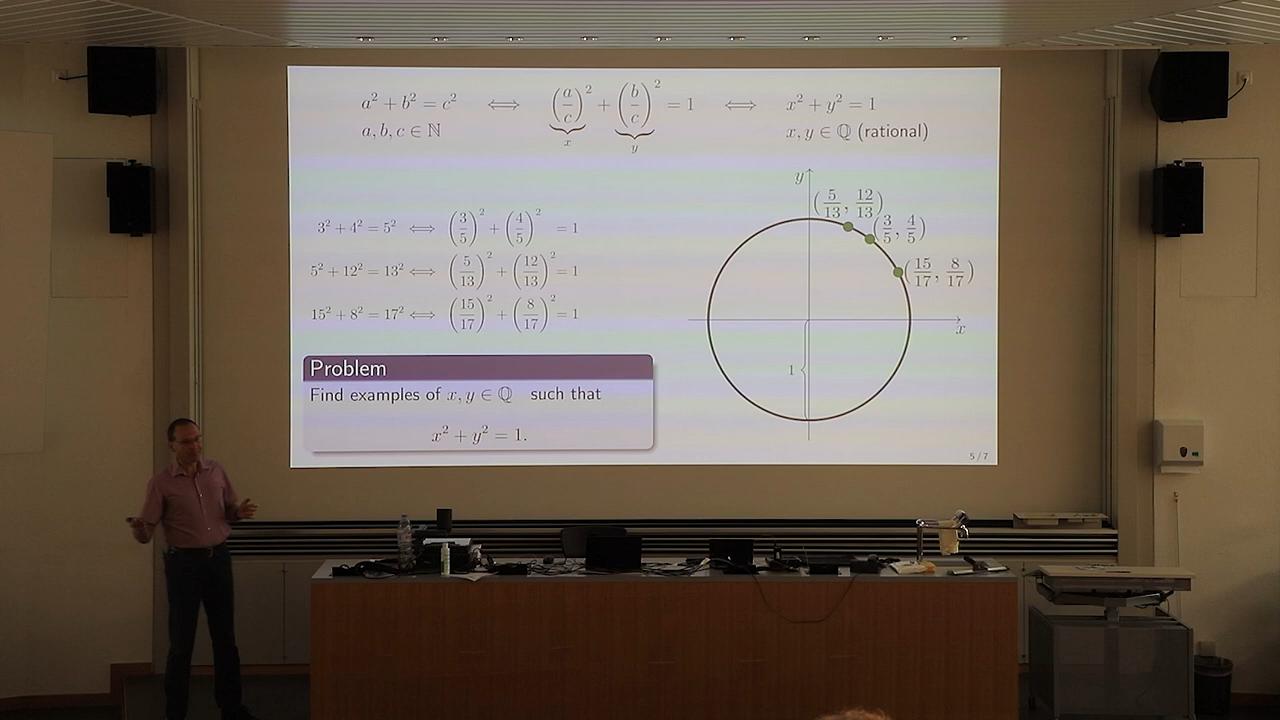 a² + b² = c² ⟺ (a/c)² + (b/c)² = 1 ⟺ x² + y² = 1
a, b, c ∈ ℕ x y x, y ∈ ℚ (rational)
3² + 4² = 5² ⟺ (3/5)² + (4/5)² = 1
5² + 12² = 13² ⟺ (5/13)² + (12/13)² = 1
15² + 8² = 17² ⟺ (15/17)² + (8/17)² = 1
Problem
Find examples of x, y ∈ ℚ such that
x² + y² = 1.
y
(5/13, 12/13)
(3/5, 4/5)
(15/17, 8/17)
x
1
5 / 7